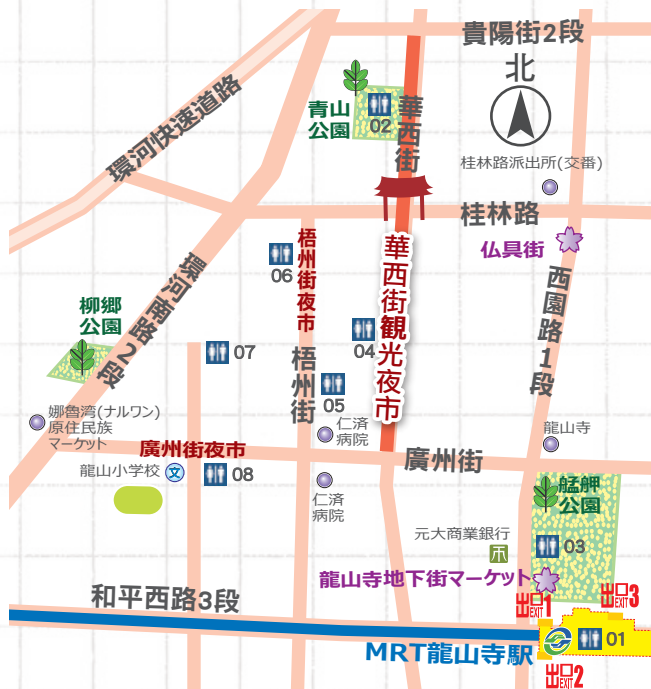 貴陽街2段
北
青山
公園
02
華西街
環河快速道路
桂林路派出所(交番)
桂林路
仏具街
梧州街夜市
06
華西街観光夜市
環河南路2段
西園路1段
柳郷
公園
07
04
梧州街
05
娜魯湾(ナルワン)
原住民族
マーケット
仁済
病院
龍山寺
廣州街夜市
廣州街
龍山小学校
文
08
仁済
病院
艋舺
公園
元大商業銀行
03
龍山寺地下街マーケット
和平西路3段
出口1
EXIT
出口3
EXIT
MRT龍山寺駅
01
出口2
EXIT